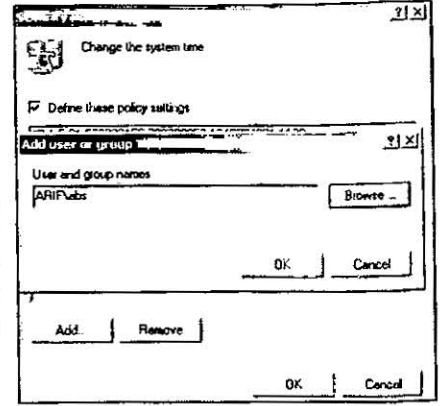 Change the system time
Define these policy settings
Add user or group
User and group names
ARIF\abs
Browse ...
OK Cancel
Add... Remove
OK Cancel